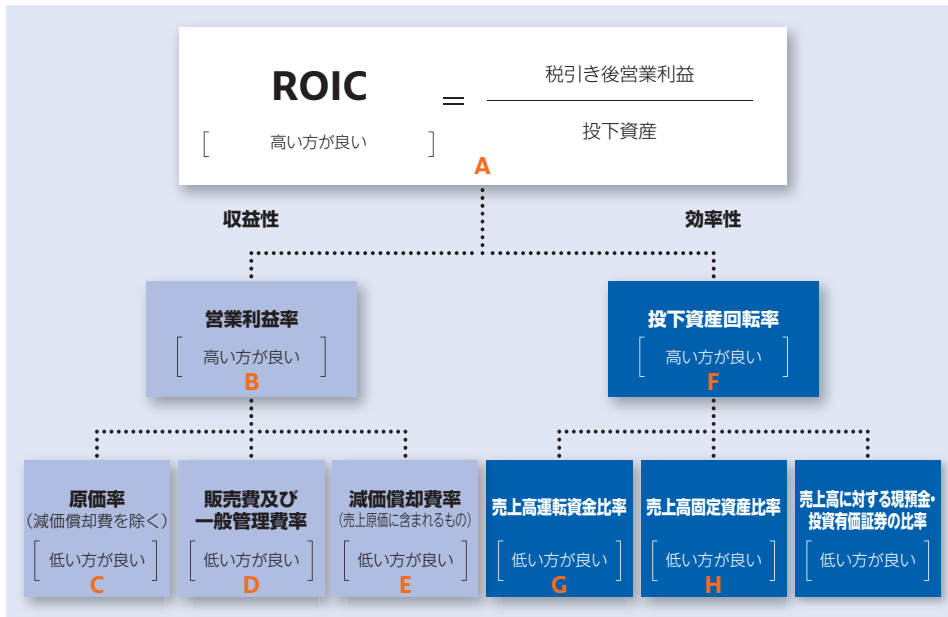 ROIC
[ 高い方が良い ]
=
税引き後営業利益
投下資産
A
収益性
効率性
営業利益率
[ 高い方が良い ]
B
投下資産回転率
[ 高い方が良い ]
F
原価率
(減価償却費を除く)
[ 低い方が良い ]
C
販売費及び
一般管理費率
[ 低い方が良い ]
D
減価償却費率
(売上原価に含まれるもの)
[ 低い方が良い ]
E
売上高運転資金比率
[ 低い方が良い ]
G
売上高固定資産比率
[ 低い方が良い ]
H
売上高に対する現預金・
投資有価証券の比率
[ 低い方が良い ]